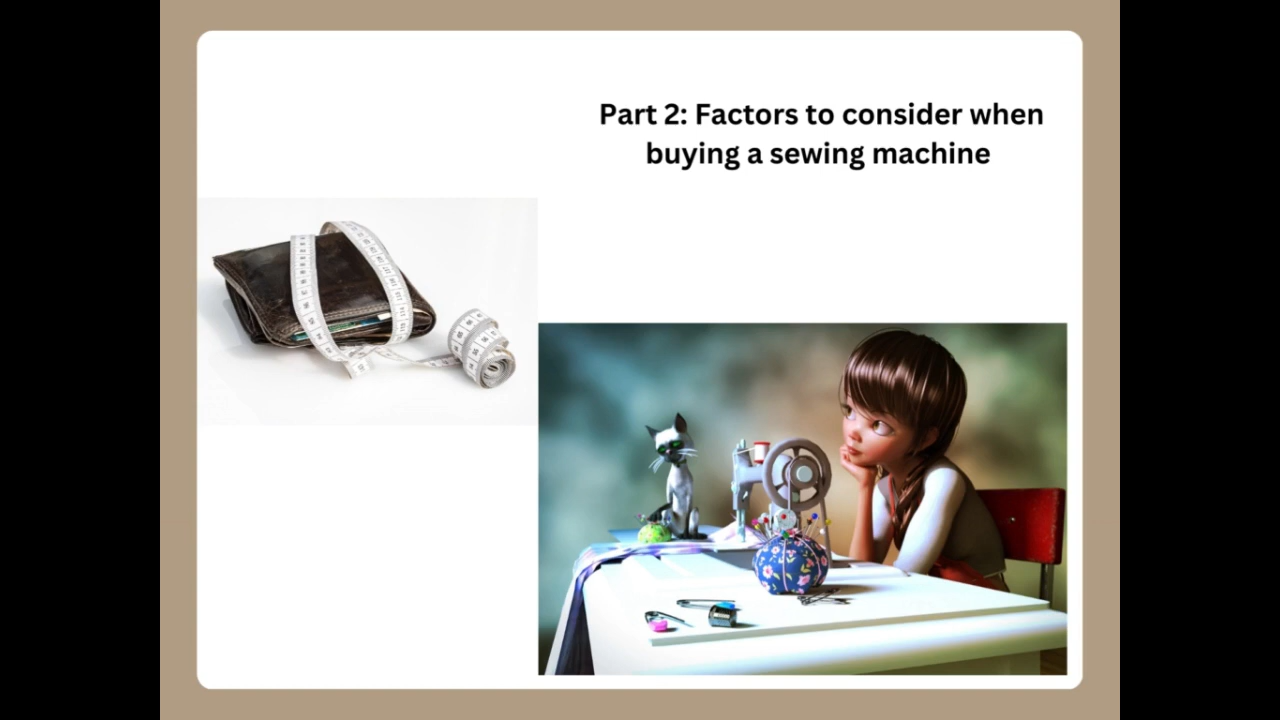 Part 2: Factors to consider when
buying a sewing machine